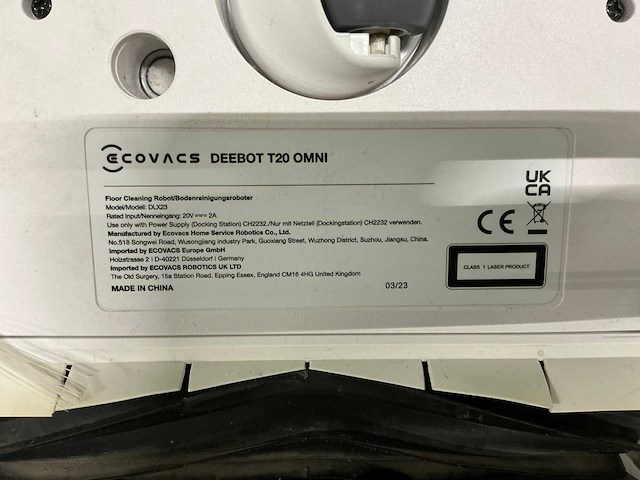 ECOVACS DEEBOT T20 OMNI
Floor Cleaning Robot/Bodenreinigungsroboter
Model/Modell: DLX23
Rated Input/Nenneingang: 20V⎓ 2A
Use only with Power Supply (Docking Station) CH2232./Nur mit Netzteil (Dockingstation) CH2232 verwenden.
Manufactured by Ecovacs Home Service Robotics Co., Ltd.
No.518 Songwei Road, Wusongjiang Industry Park, Guoxiang Street, Wuzhong District, Suzhou, Jiangsu, China.
Imported by ECOVACS Europe GmbH
Holzstrasse 2 | D-40221 Düsseldorf | Germany
Imported by ECOVACS ROBOTICS UK LTD
The Old Surgery, 15a Station Road, Epping Essex, England CM16 4HG United Kingdom
MADE IN CHINA
03/23
UK
CA
CE
CLASS 1 LASER PRODUCT